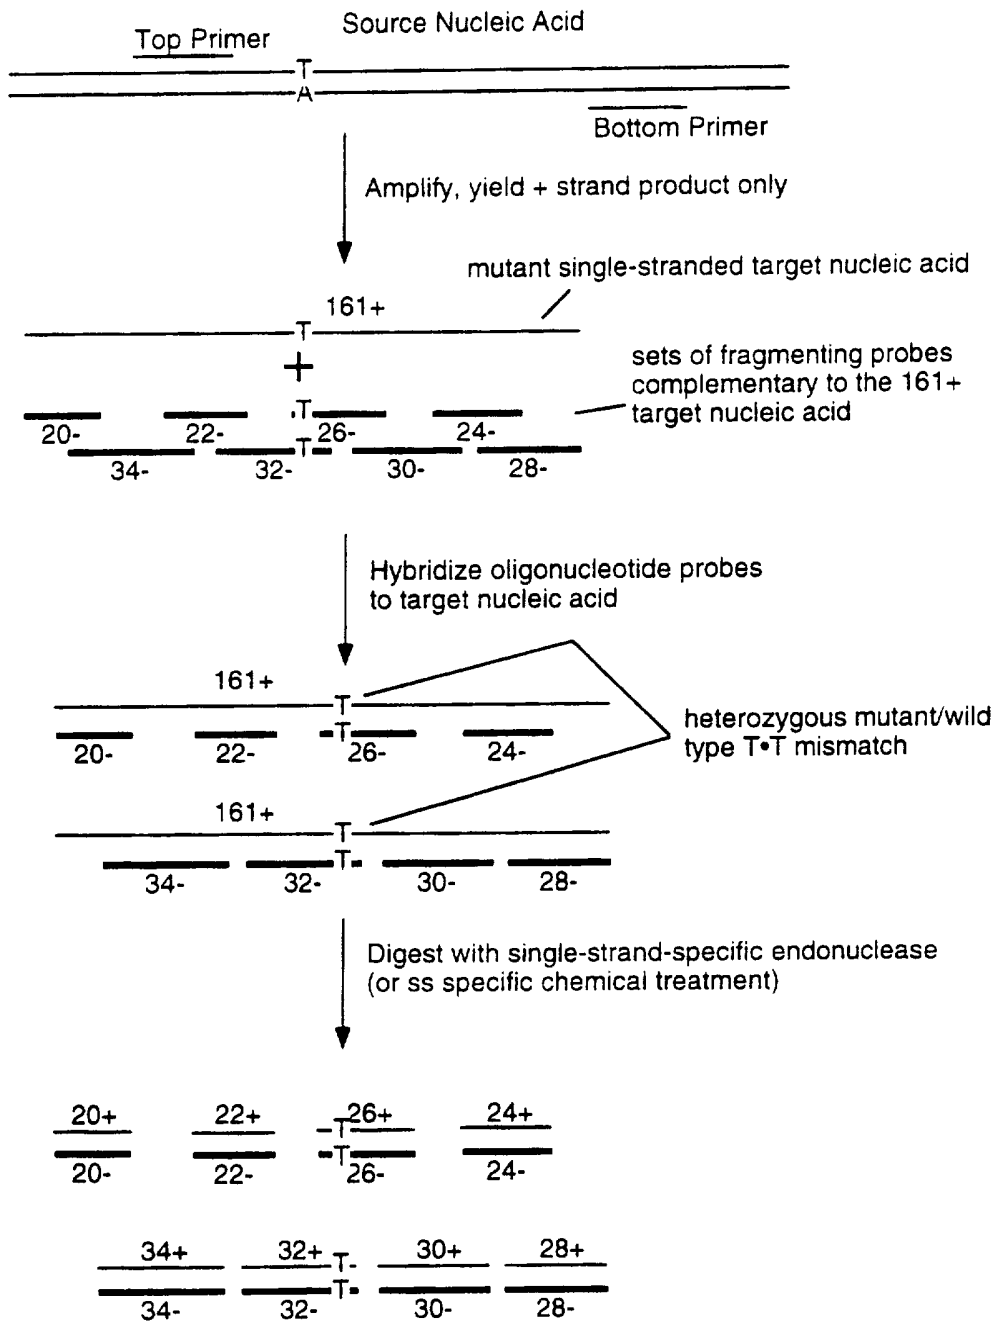 Source Nucleic Acid
Top Primer
T
A
Bottom Primer
Amplify, yield + strand product only
mutant single-stranded target nucleic acid
161+
T
+
sets of fragmenting probes
complementary to the 161+
target nucleic acid
T
20- 22- 26- 24-
T
34- 32- 30- 28-
Hybridize oligonucleotide probes
to target nucleic acid
161+
T
T
20- 22- 26- 24-
heterozygous mutant/wild
type T•T mismatch
161+
T
T
34- 32- 30- 28-
Digest with single-strand-specific endonuclease
(or ss specific chemical treatment)
20+ 22+ 26+ 24+
T
T
20- 22- 26- 24-
34+ 32+ 30+ 28+
T
T
34- 32- 30- 28-